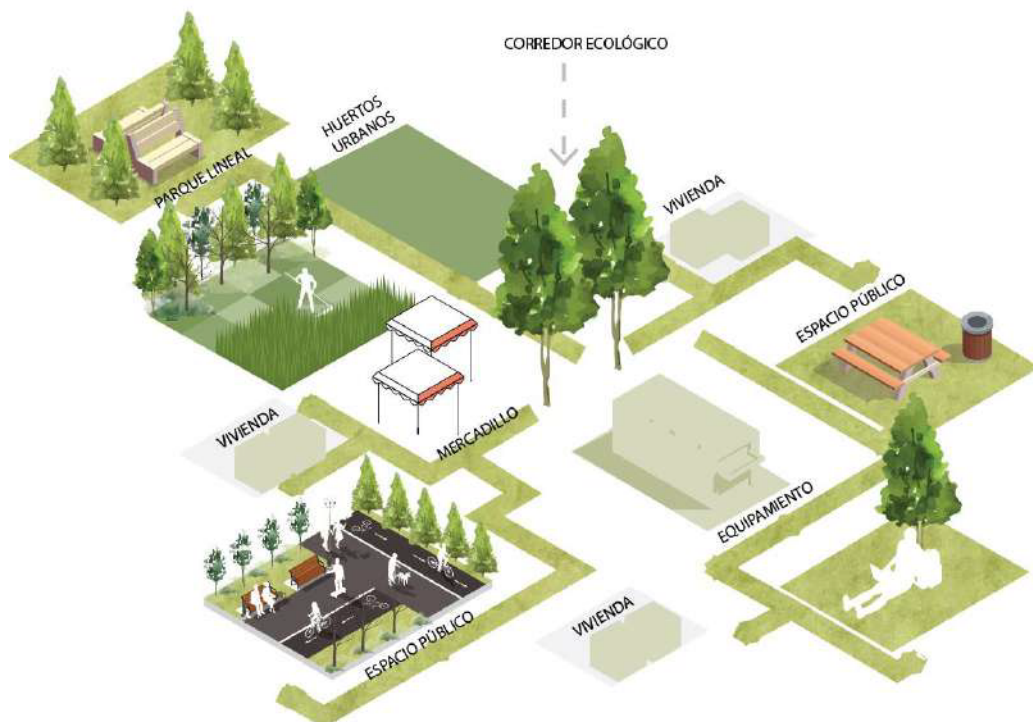 CORREDOR ECOLÓGICO
HUERTOS
URBANOS
PARQUE LINEAL
VIVIENDA
ESPACIO PÚBLICO
VIVIENDA
MERCADILLO
EQUIPAMIENTO
VIVIENDA
ESPACIO PÚBLICO